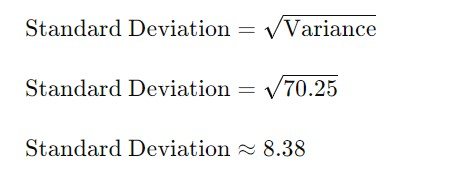 Standard Deviation = √Variance
Standard Deviation = √70.25
Standard Deviation ≈ 8.38